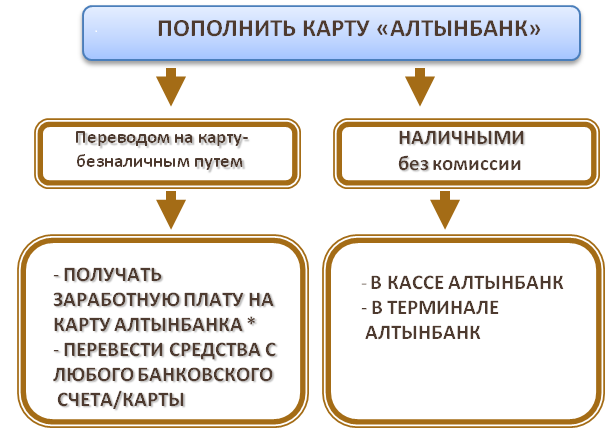 ПОПОЛНИТЬ КАРТУ «АЛТЫНБАНК»
Переводом на карту-
безналичным путем
НАЛИЧНЫМИ
без комиссии
- ПОЛУЧАТЬ
ЗАРАБОТНУЮ ПЛАТУ НА
КАРТУ АЛТЫНБАНКА *
- ПЕРЕВЕСТИ СРЕДСТВА С
ЛЮБОГО БАНКОВСКОГО
СЧЕТА/КАРТЫ
- В КАССЕ АЛТЫНБАНК
- В ТЕРМИНАЛЕ
АЛТЫНБАНК